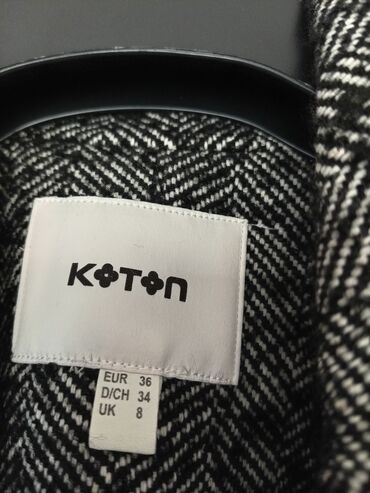 KOTON
EUR 36
D/CH 34
UK 8